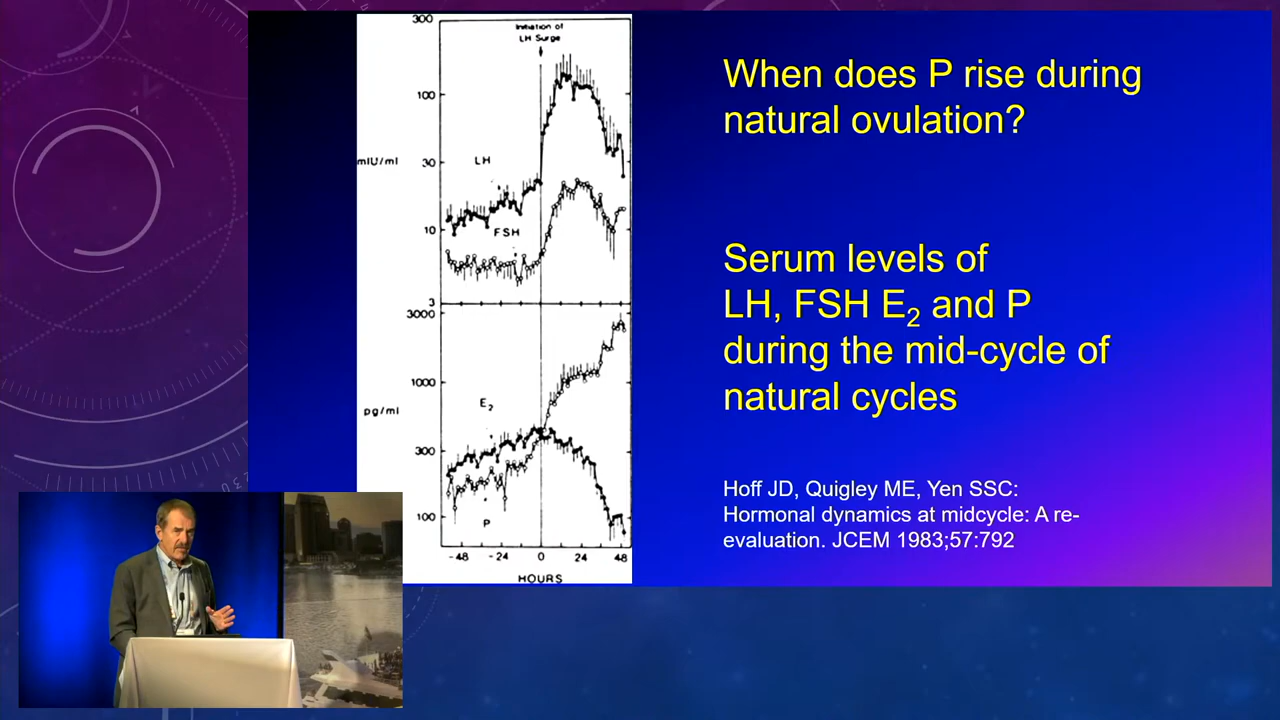 300
Initiation of
LH Surge
100
mIU/ml
30
LH
FSH
10
3
3000
1000
E2
pg/ml
300
100
P
-48
-24
0
24
48
HOURS
When does P rise during
natural ovulation?
Serum levels of
LH, FSH E2 and P
during the mid-cycle of
natural cycles
Hoff JD, Quigley ME, Yen SSC:
Hormonal dynamics at midcycle: A re-
evaluation. JCEM 1983;57:792